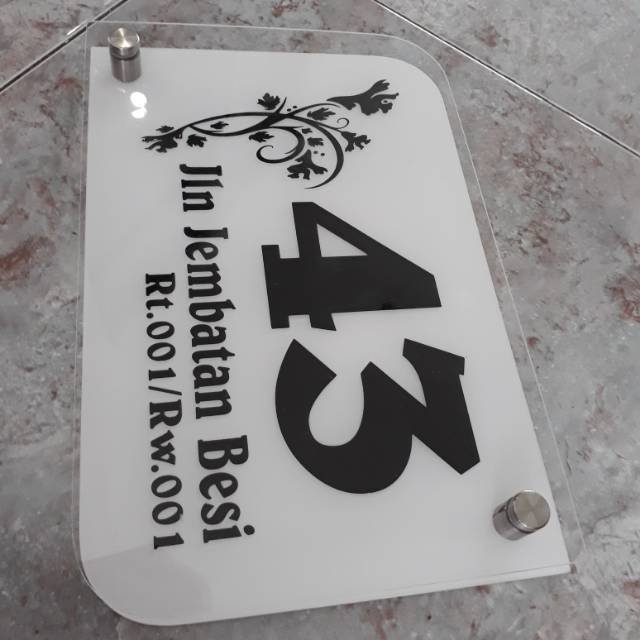 43
Jln Jembatan Besi
Rt.001/Rw.001